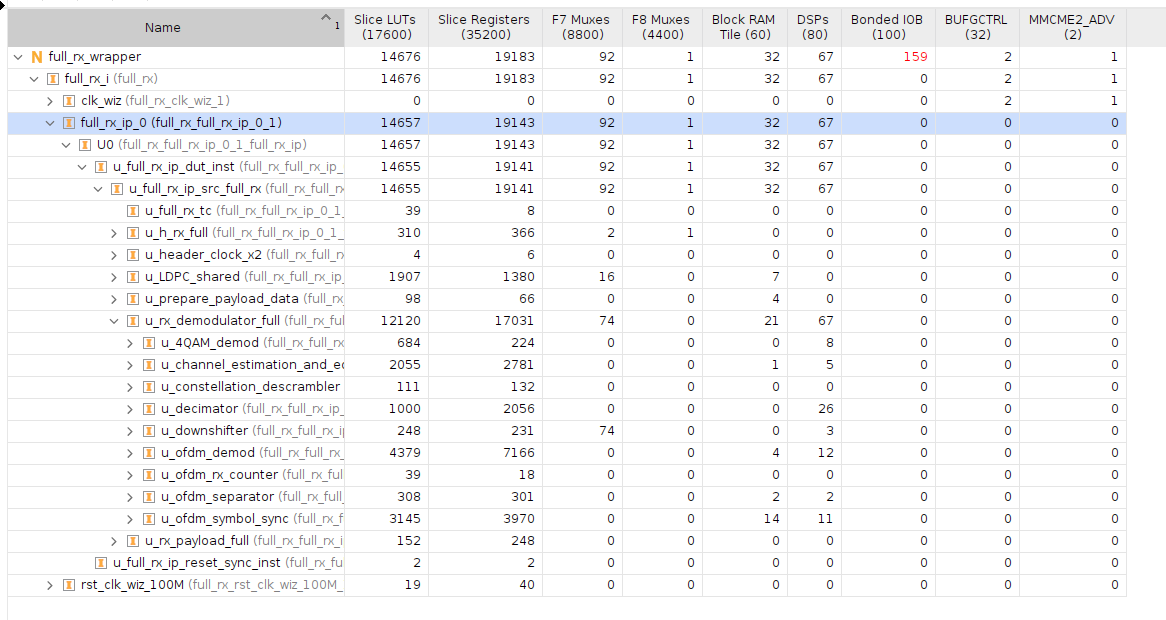 Name 1 Slice LUTs (17600) Slice Registers (35200) F7 Muxes (8800) F8 Muxes (4400) Block RAM Tile (60) DSPs (80) Bonded IOB (100) BUFGCTRL (32) MMCME2_ADV (2)
N full_rx_wrapper 14676 19183 92 1 32 67 159 2 1
I full_rx_i (full_rx) 14676 19183 92 1 32 67 0 2 1
I clk_wiz (full_rx_clk_wiz_1) 0 0 0 0 0 0 0 2 1
I full_rx_ip_0 (full_rx_full_rx_ip_0_1) 14657 19143 92 1 32 67 0 0 0
I U0 (full_rx_full_rx_ip_0_1_full_rx_ip) 14657 19143 92 1 32 67 0 0 0
I u_full_rx_ip_dut_inst (full_rx_full_rx_ip_ 14655 19141 92 1 32 67 0 0 0
I u_full_rx_ip_src_full_rx (full_rx_full_rx 14655 19141 92 1 32 67 0 0 0
I u_full_rx_tc (full_rx_full_rx_ip_0_1_ 39 8 0 0 0 0 0 0 0
I u_h_rx_full (full_rx_full_rx_ip_0_1_ 310 366 2 1 0 0 0 0 0
I u_header_clock_x2 (full_rx_full_rx 4 6 0 0 0 0 0 0 0
I u_LDPC_shared (full_rx_full_rx_ip_ 1907 1380 16 0 7 0 0 0 0
I u_prepare_payload_data (full_rx_ 98 66 0 0 4 0 0 0 0
I u_rx_demodulator_full (full_rx_ful 12120 17031 74 0 21 67 0 0 0
I u_4QAM_demod (full_rx_full_rx 684 224 0 0 0 8 0 0 0
I u_channel_estimation_and_e 2055 2781 0 0 1 5 0 0 0
I u_constellation_descrambler 111 132 0 0 0 0 0 0 0
I u_decimator (full_rx_full_rx_ip_ 1000 2056 0 0 0 26 0 0 0
I u_downshifter (full_rx_full_rx_i 248 231 74 0 0 3 0 0 0
I u_ofdm_demod (full_rx_full_rx_ 4379 7166 0 0 4 12 0 0 0
I u_ofdm_rx_counter (full_rx_ful 39 18 0 0 0 0 0 0 0
I u_ofdm_separator (full_rx_full_ 308 301 0 0 2 2 0 0 0
I u_ofdm_symbol_sync (full_rx_f 3145 3970 0 0 14 11 0 0 0
I u_rx_payload_full (full_rx_full_rx_i 152 248 0 0 0 0 0 0 0
I u_full_rx_ip_reset_sync_inst (full_rx_fu 2 2 0 0 0 0 0 0 0
I rst_clk_wiz_100M (full_rx_rst_clk_wiz_100M_ 19 40 0 0 0 0 0 0 0